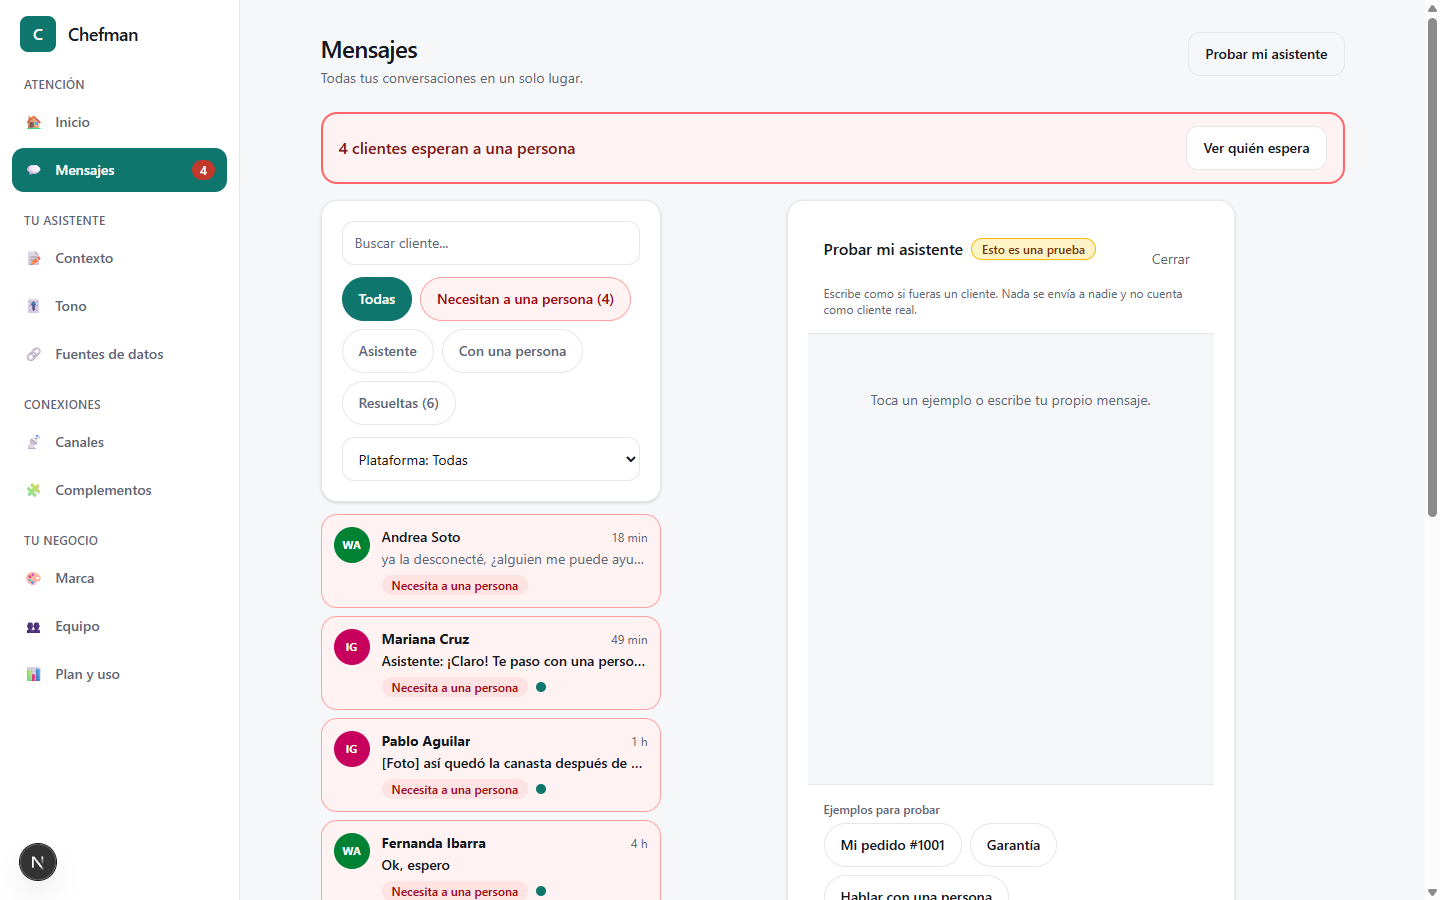 C
Chefman
ATENCIÓN
Inicio
Mensajes
4
TU ASISTENTE
Contexto
Tono
Fuentes de datos
CONEXIONES
Canales
Complementos
TU NEGOCIO
Marca
Equipo
Plan y uso
N
Mensajes
Todas tus conversaciones en un solo lugar.
Probar mi asistente
4 clientes esperan a una persona
Ver quién espera
Buscar cliente...
Todas
Necesitan a una persona (4)
Asistente
Con una persona
Resueltas (6)
Plataforma: Todas
WA
Andrea Soto
18 min
ya la desconecté, ¿alguien me puede ayu...
Necesita a una persona
IG
Mariana Cruz
49 min
Asistente: ¡Claro! Te paso con una perso...
Necesita a una persona
IG
Pablo Aguilar
1 h
[Foto] así quedó la canasta después de ...
Necesita a una persona
WA
Fernanda Ibarra
4 h
Ok, espero
Necesita a una persona
Probar mi asistente
Esto es una prueba
Cerrar
Escribe como si fueras un cliente. Nada se envía a nadie y no cuenta
como cliente real.
Toca un ejemplo o escribe tu propio mensaje.
Ejemplos para probar
Mi pedido #1001
Garantía
Hablar con una persona